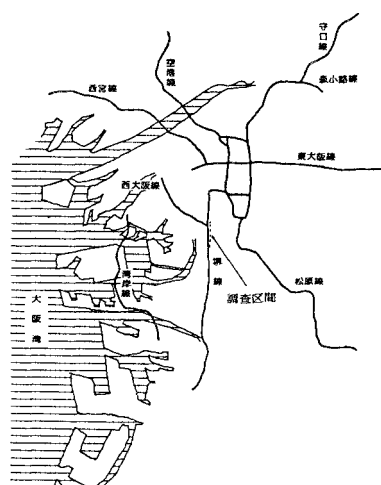 守口線
森小路線
空港線
西宮線
東大阪線
西大阪線
湾岸線
堺線
松原線
調査区間
大阪湾